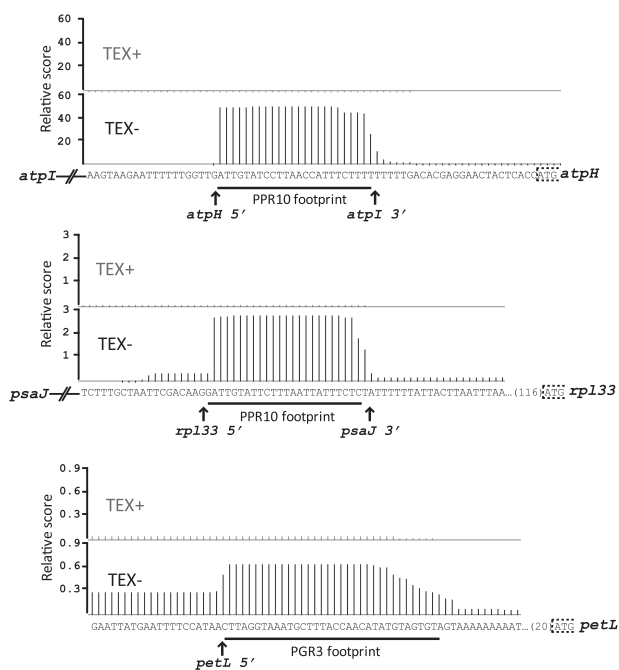 60
40
20
TEX+
Relative score
60
40
20
TEX-
atpI AAGTAAGAATTTTTTGGTTGATTGTATCCTTAACCATTTCTTTTTTTTTGACACGAGGAACTACTCACCATG atpH
PPR10 footprint
atpH 5' atpI 3'
3
2
1
TEX+
Relative score
3
2
1
TEX-
psaJ TCTTTGCTAATTCGACAAGGATTGTATTCTTTAATTATTTCTCTATTTTTTATTACTTAATTTAA…(116)ATG rpl33
PPR10 footprint
rpl33 5' psaJ 3'
0.9
0.6
0.3
TEX+
Relative score
0.9
0.6
0.3
TEX-
GAATTATGAATTTTCCATAACTTAGGTAAATGCTTTACCAACATATGTAGTGTAGTAAAAAAAAAT…(20)ATG petL
PGR3 footprint
petL 5'